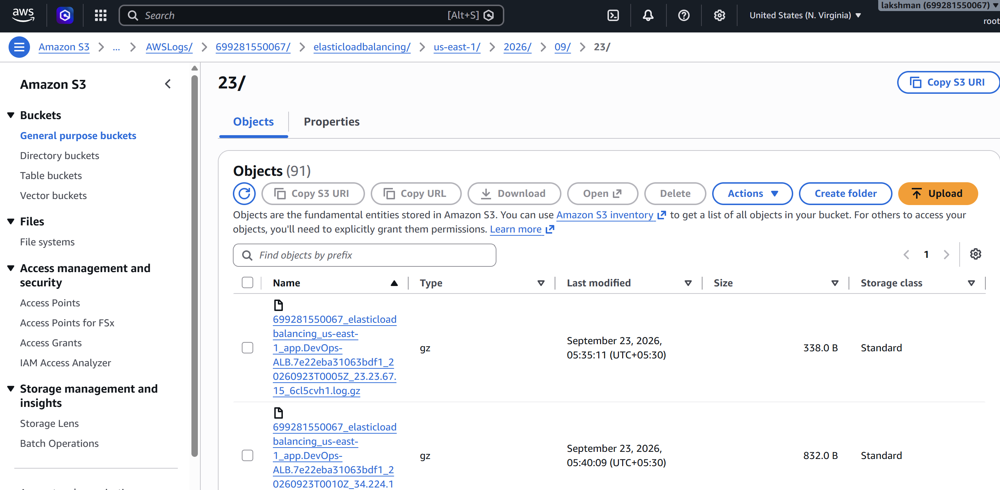 aws
Search
[Alt+S]
United States (N. Virginia)
lakshman (699281550067)
root
Amazon S3
...
AWSLogs/
699281550067/
elasticloadbalancing/
us-east-1/
2026/
09/
23/
Amazon S3
Buckets
General purpose buckets
Directory buckets
Table buckets
Vector buckets
Files
File systems
Access management and
security
Access Points
Access Points for FSx
Access Grants
IAM Access Analyzer
Storage management and
insights
Storage Lens
Batch Operations
23/
Copy S3 URI
Objects
Properties
Objects (91)
Copy S3 URI
Copy URL
Download
Open
Delete
Actions
Create folder
Upload
Objects are the fundamental entities stored in Amazon S3. You can use Amazon S3 inventory to get a list of all objects in your bucket. For others to access your
objects, you'll need to explicitly grant them permissions. Learn more
Find objects by prefix
1
Name
Type
Last modified
Size
Storage class
699281550067_elasticload
balancing_us-east-
1_app.DevOps-
ALB.7e22eba31063bdf1_2
0260923T0005Z_23.23.67.
15_6cl5cvh1.log.gz
gz
September 23, 2026,
05:35:11 (UTC+05:30)
338.0 B
Standard
699281550067_elasticload
balancing_us-east-
1_app.DevOps-
ALB.7e22eba31063bdf1_2
0260923T0010Z_34.224.1
gz
September 23, 2026,
05:40:09 (UTC+05:30)
832.0 B
Standard